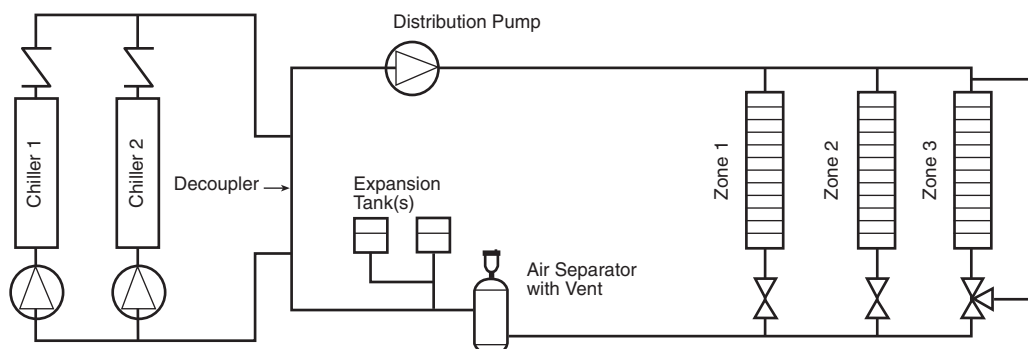 Distribution Pump
Chiller 1
Chiller 2
Decoupler
Expansion
Tank(s)
Air Separator
with Vent
Zone 1
Zone 2
Zone 3